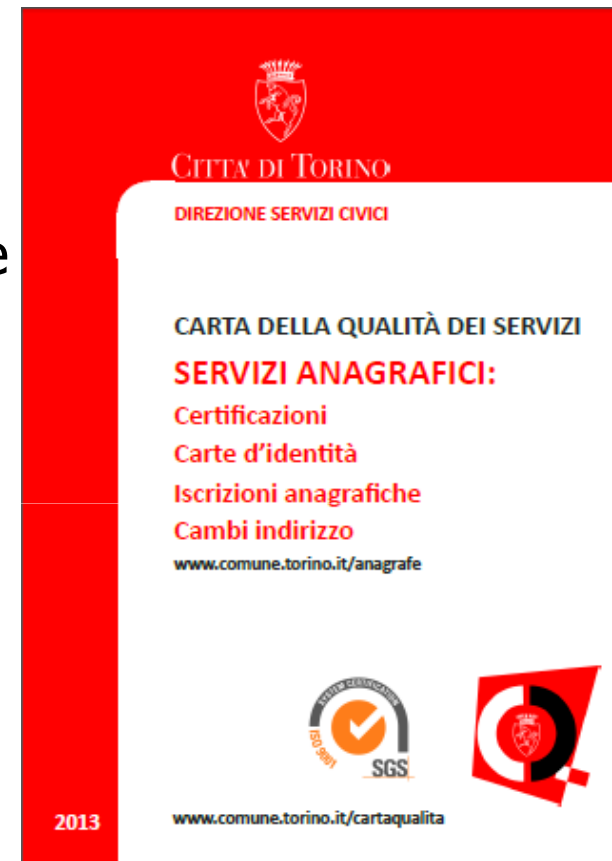 CITTA' DI TORINO
DIREZIONE SERVIZI CIVICI
e
CARTA DELLA QUALITÀ DEI SERVIZI
SERVIZI ANAGRAFICI:
Certificazioni
Carte d'identità
Iscrizioni anagrafiche
Cambi indirizzo
www.comune.torino.it/anagrafe
SYSTEM CERTIFICATION
ISO 9001
SGS
2013
www.comune.torino.it/cartaqualita